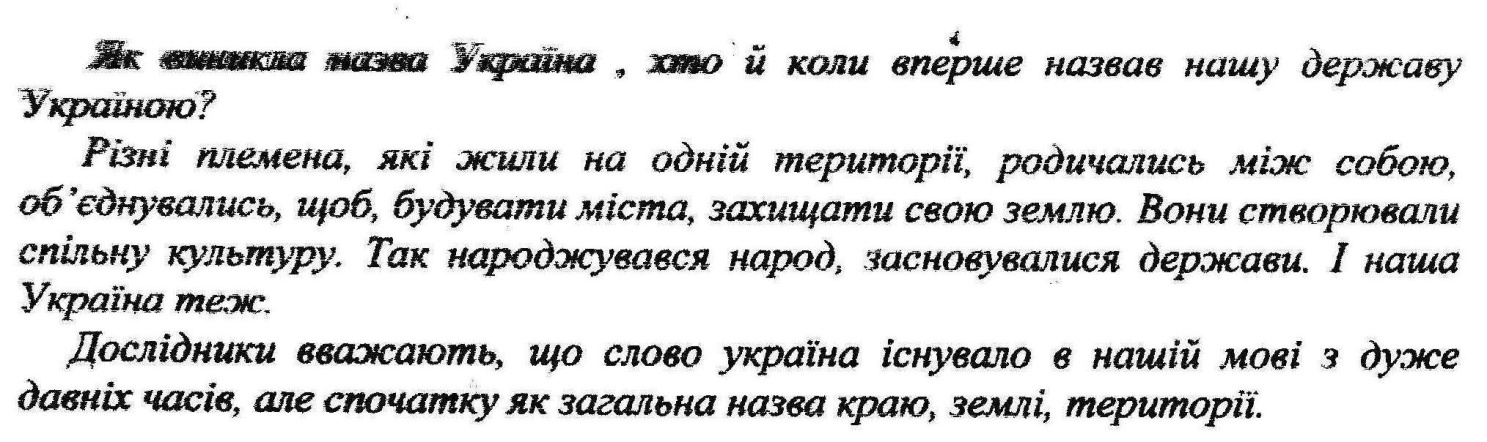 Як виникла назва Україна , хто й коли вперше назвав нашу державу
Україною?
Різні племена, які жили на одній території, родичались між собою,
об’єднувались, щоб, будувати міста, захищати свою землю. Вони створювали
спільну культуру. Так народжувався народ, засновувалися держави. І наша
Україна теж.
Дослідники вважають, що слово україна існувало в нашій мові з дуже
давніх часів, але спочатку як загальна назва краю, землі, території.